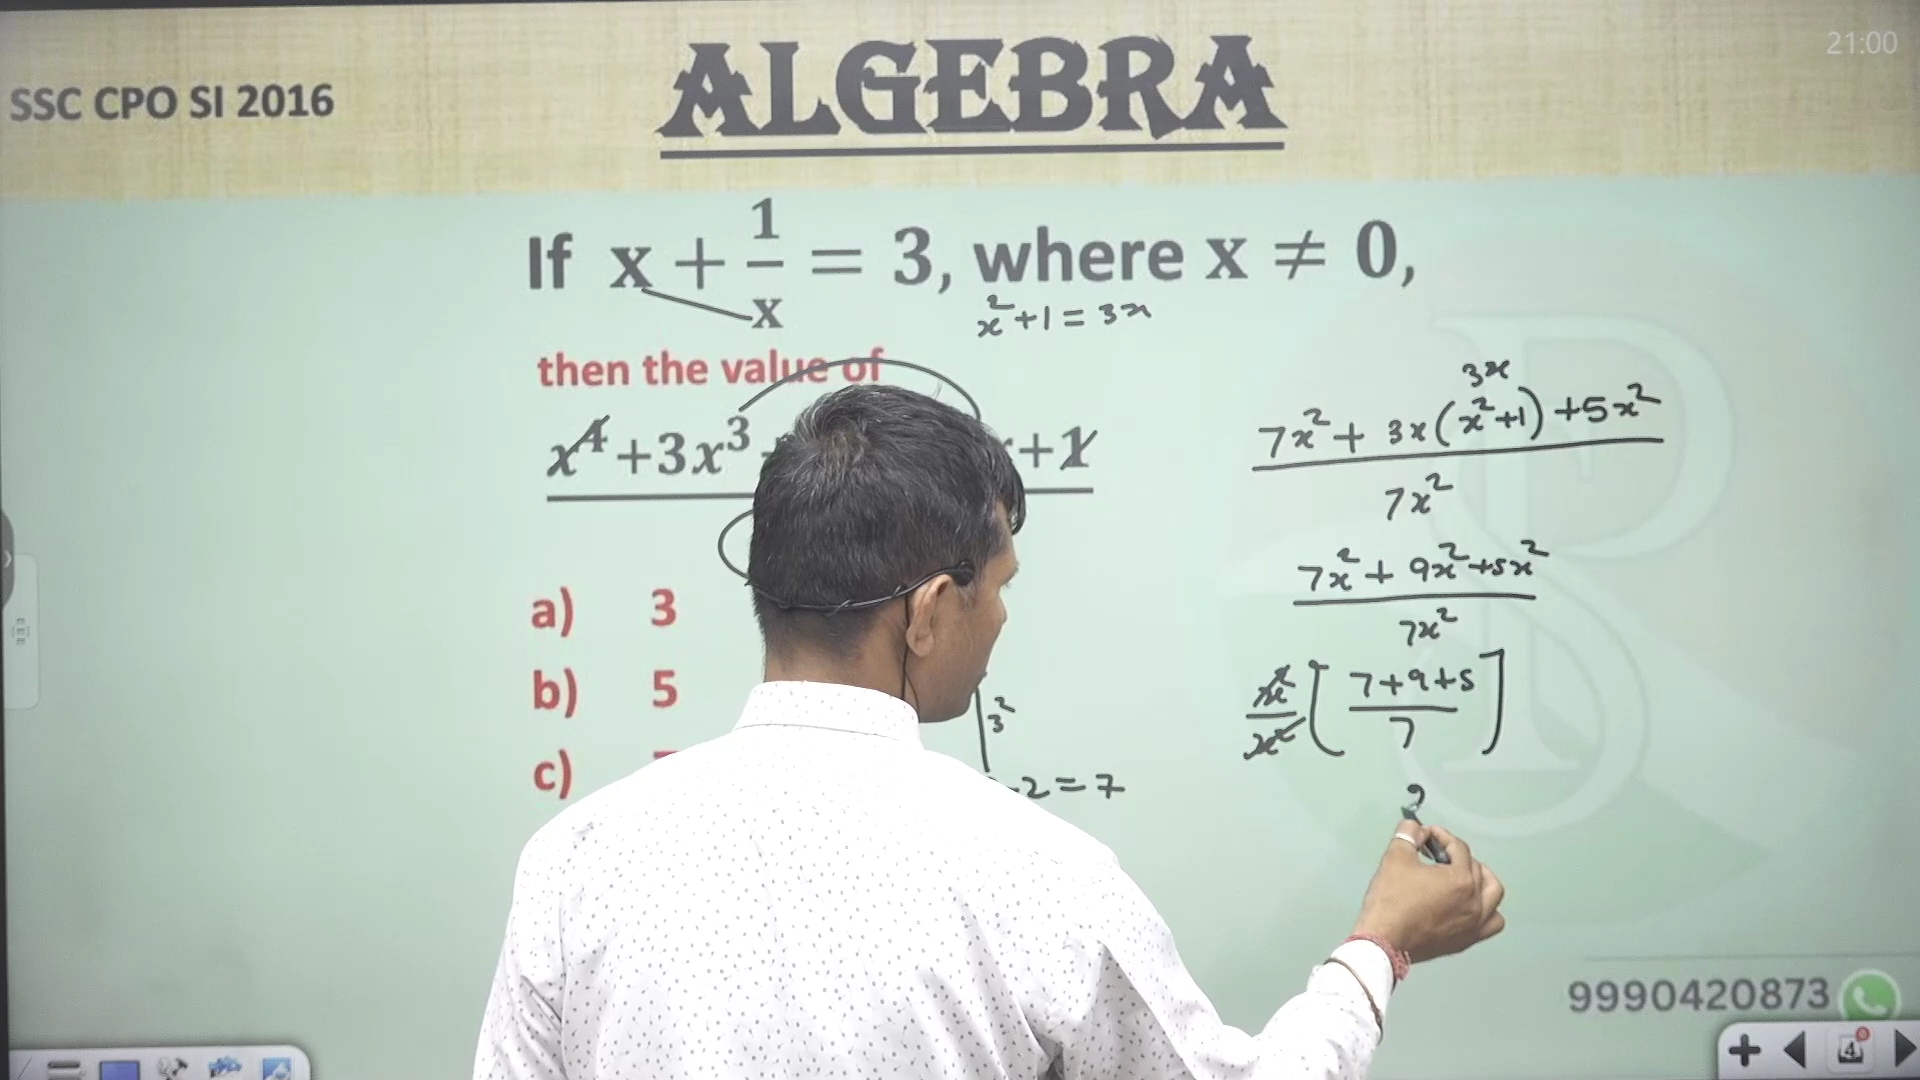 21:00
ALGEBRA
SSC CPO SI 2016
If x + 1/x = 3, where x ≠ 0,
x² + 1 = 3x
then the value of
x⁴ + 3x³ + 1
3x
7x² + 3x(x² + 1) + 5x²
7x²
7x² + 9x² + 5x²
7x²
a) 3
b) 5
c)
x²/x² [ 7 + 9 + 5 / 7 ]
3²
-2 = 7
9990420873
4